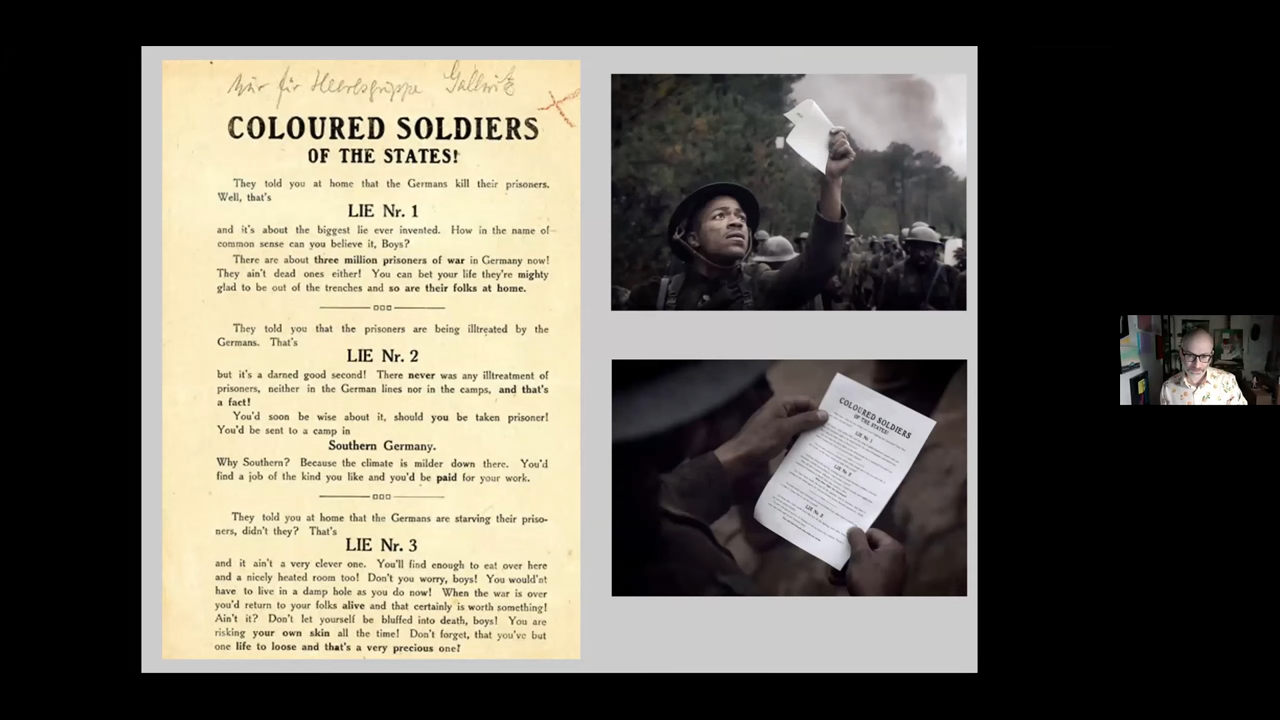 Nur für Heeresgruppe Gallwitz
COLOURED SOLDIERS
OF THE STATES!
They told you at home that the Germans kill their prisoners.
Well, that's
LIE Nr. 1
and it's about the biggest lie ever invented. How in the name of
common sense can you believe it, Boys?
There are about three million prisoners of war in Germany now!
They ain't dead ones either! You can bet your life they're mighty
glad to be out of the trenches and so are their folks at home.
They told you that the prisoners are being illtreated by the
Germans. That's
LIE Nr. 2
but it's a darned good second! There never was any illtreatment of
prisoners, neither in the German lines nor in the camps, and that's
a fact!
You'd soon be wise about it, should you be taken prisoner!
You'd be sent to a camp in
Southern Germany.
Why Southern? Because the climate is milder down there. You'd
find a job of the kind you like and you'd be paid for your work.
They told you at home that the Germans are starving their priso-
ners, didn't they? That's
LIE Nr. 3
and it ain't a very clever one. You'll find enough to eat over here
and a nicely heated room too! Don't you worry, boys! You would'nt
have to live in a damp hole as you do now! When the war is over
you'd return to your folks alive and that certainly is worth something!
Ain't it? Don't let yourself be bluffed into death, boys! You are
risking your own skin all the time! Don't forget, that you've but
one life to loose and that's a very precious one!
COLOURED SOLDIERS
OF THE STATES!
LIE Nr. 1
LIE Nr. 2
LIE Nr. 3